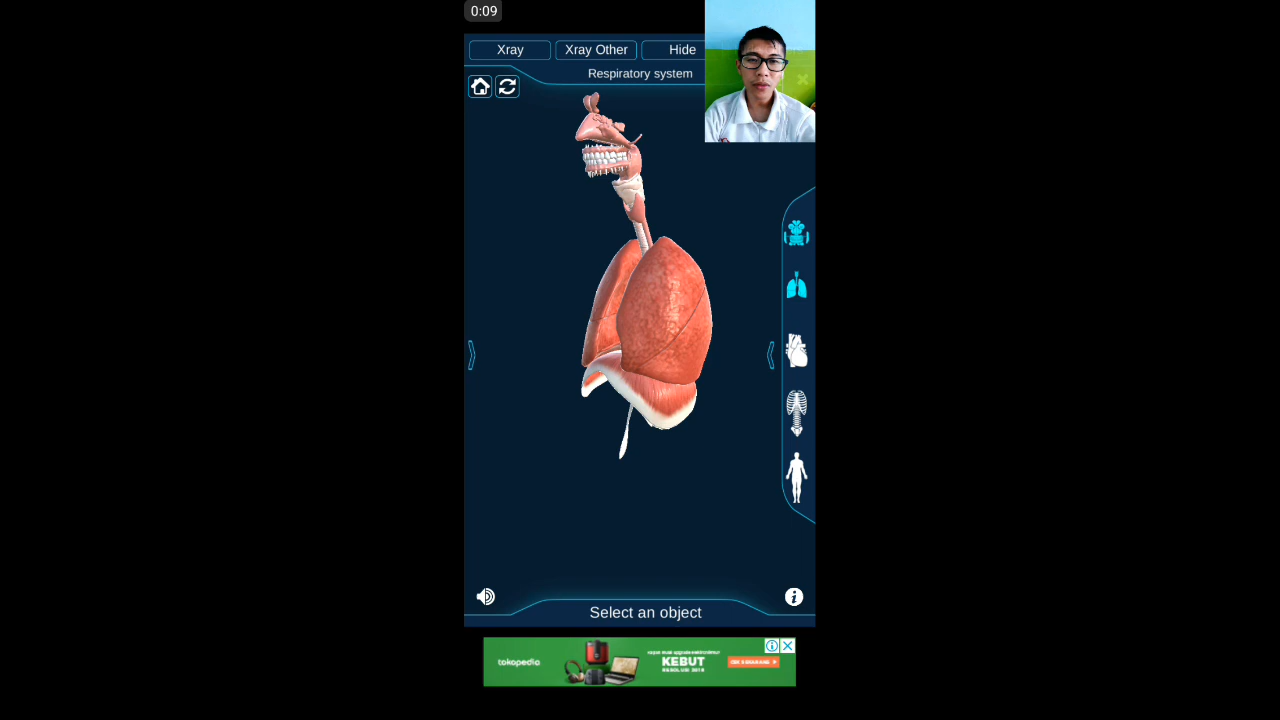 0:09
Xray
Xray Other
Hide
Respiratory system
Select an object
tokopedia
KEBUT